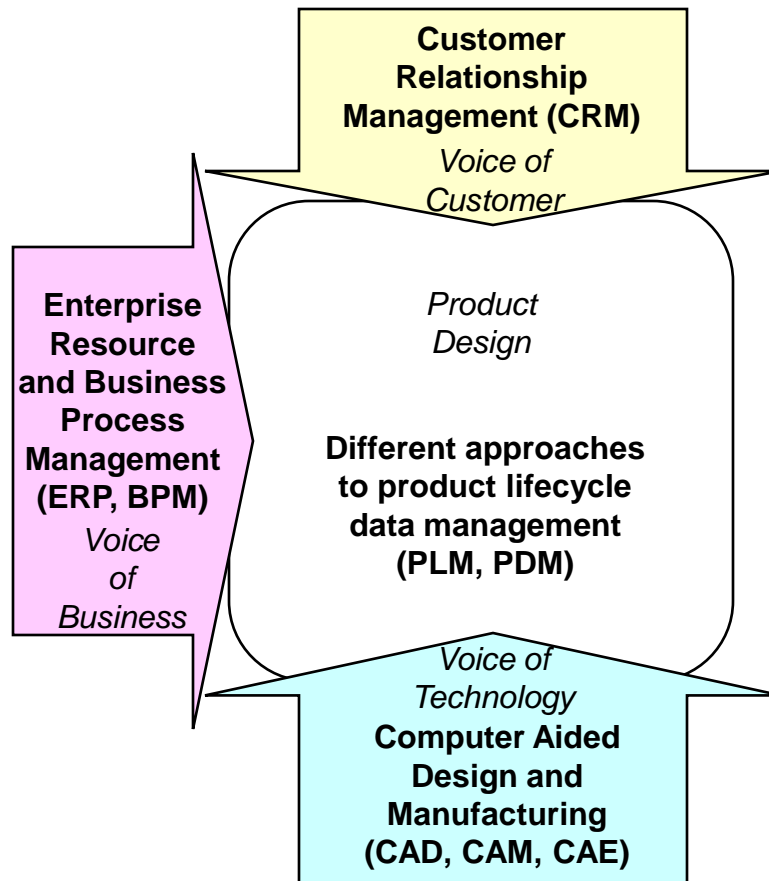 Customer
Relationship
Management (CRM)
Voice of
Customer
Enterprise
Resource
and Business
Process
Management
(ERP, BPM)
Voice
of
Business
Product
Design
Different approaches
to product lifecycle
data management
(PLM, PDM)
Voice of
Technology
Computer Aided
Design and
Manufacturing
(CAD, CAM, CAE)